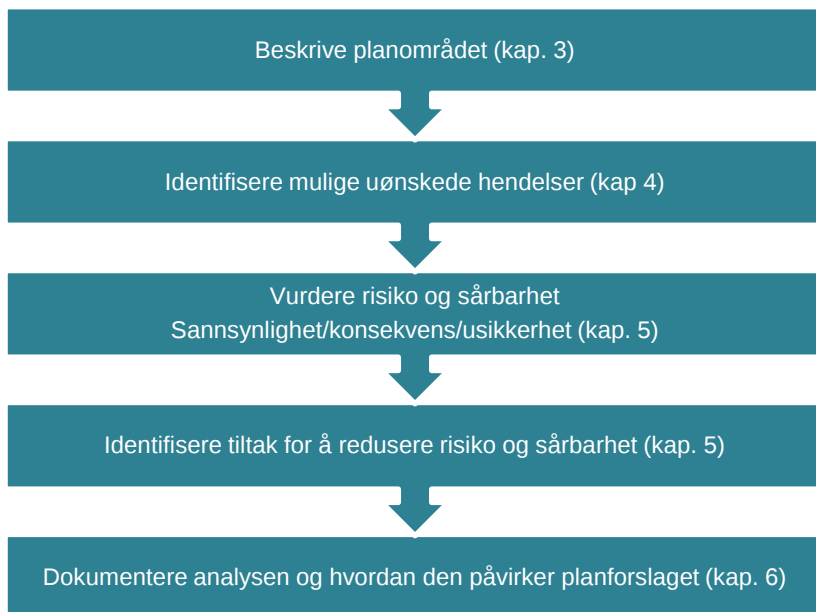 Beskrive planområdet (kap. 3)
Identifisere mulige uønskede hendelser (kap 4)
Vurdere risiko og sårbarhet
Sannsynlighet/konsekvens/usikkerhet (kap. 5)
Identifisere tiltak for å redusere risiko og sårbarhet (kap. 5)
Dokumentere analysen og hvordan den påvirker planforslaget (kap. 6)